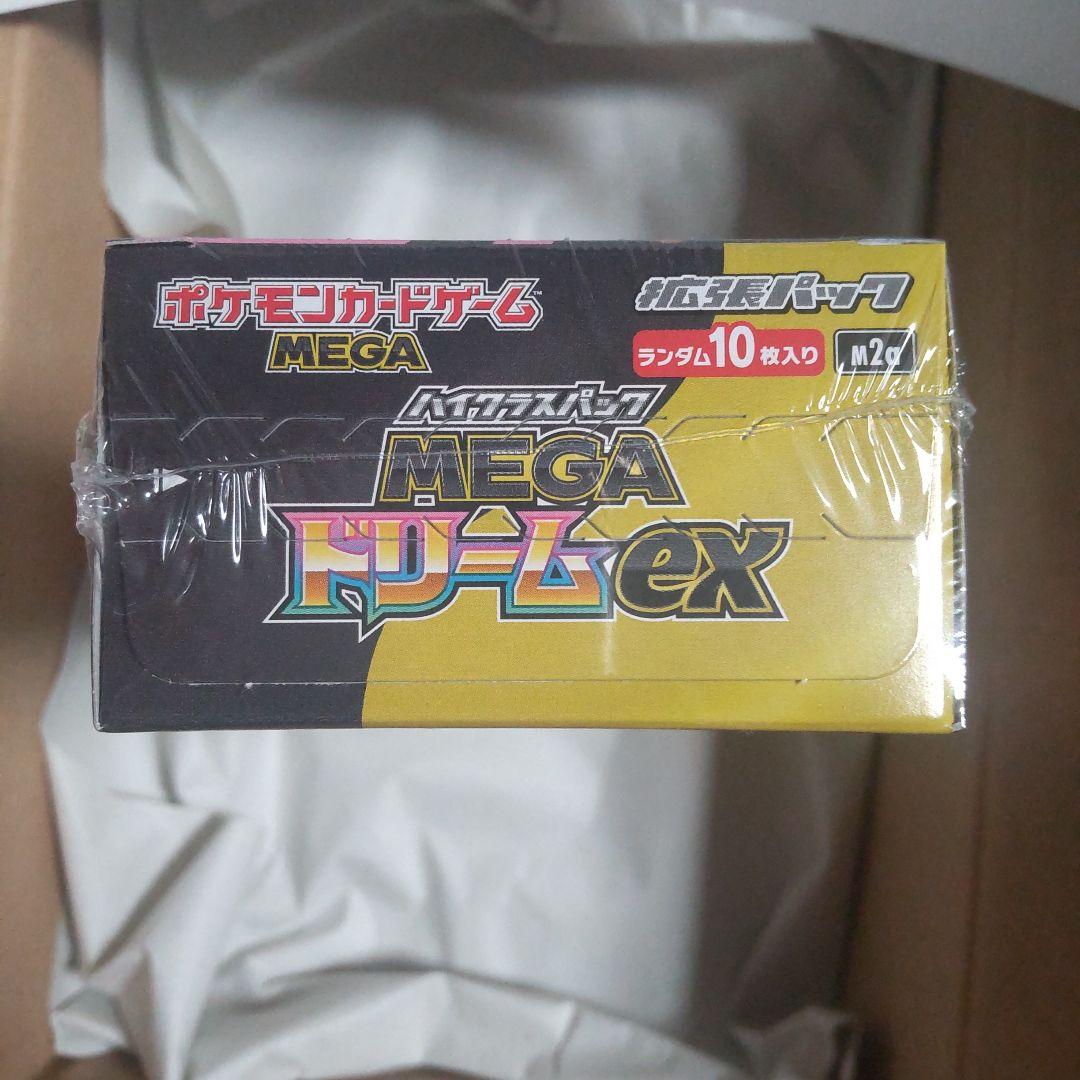 ポケモンカードゲーム™
MEGA
拡張パック
ランダム10枚入り
M2a
ハイクラスパック
MEGA
ドリームex